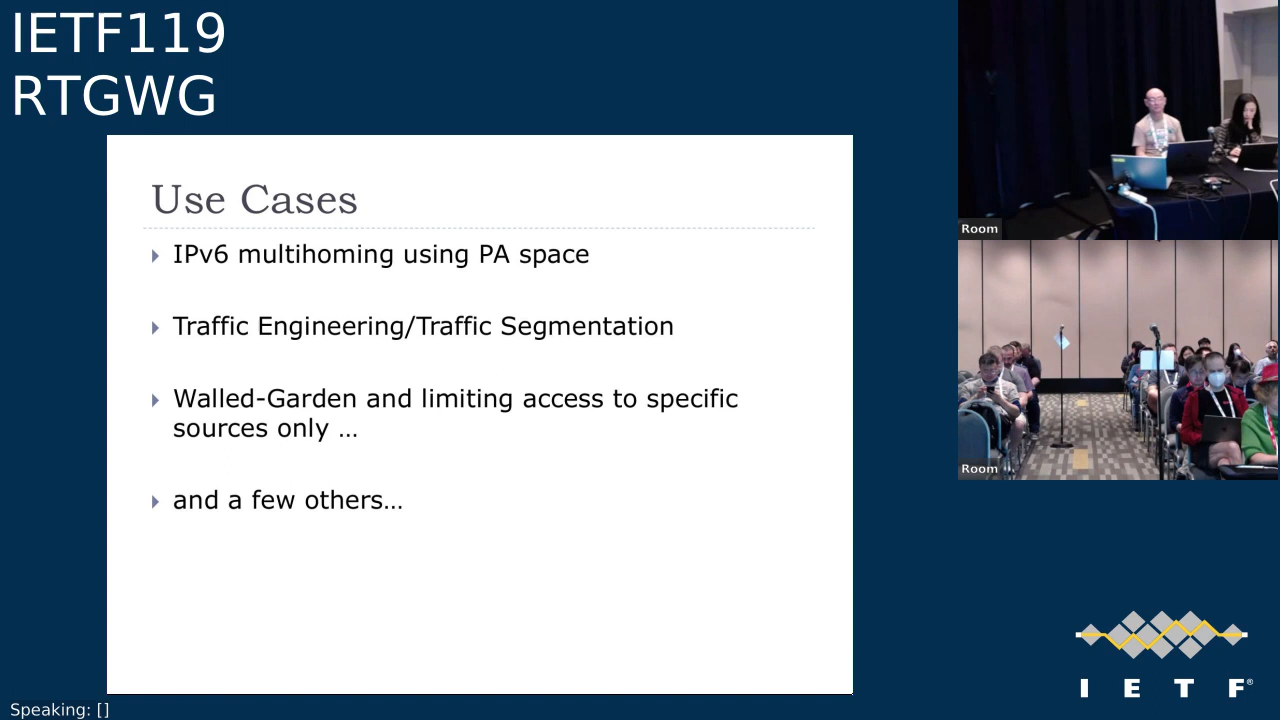 IETF119
RTGWG
Use Cases
IPv6 multihoming using PA space
Traffic Engineering/Traffic Segmentation
Walled-Garden and limiting access to specific
sources only …
and a few others…
Room
Room
I E T F®
Speaking: []